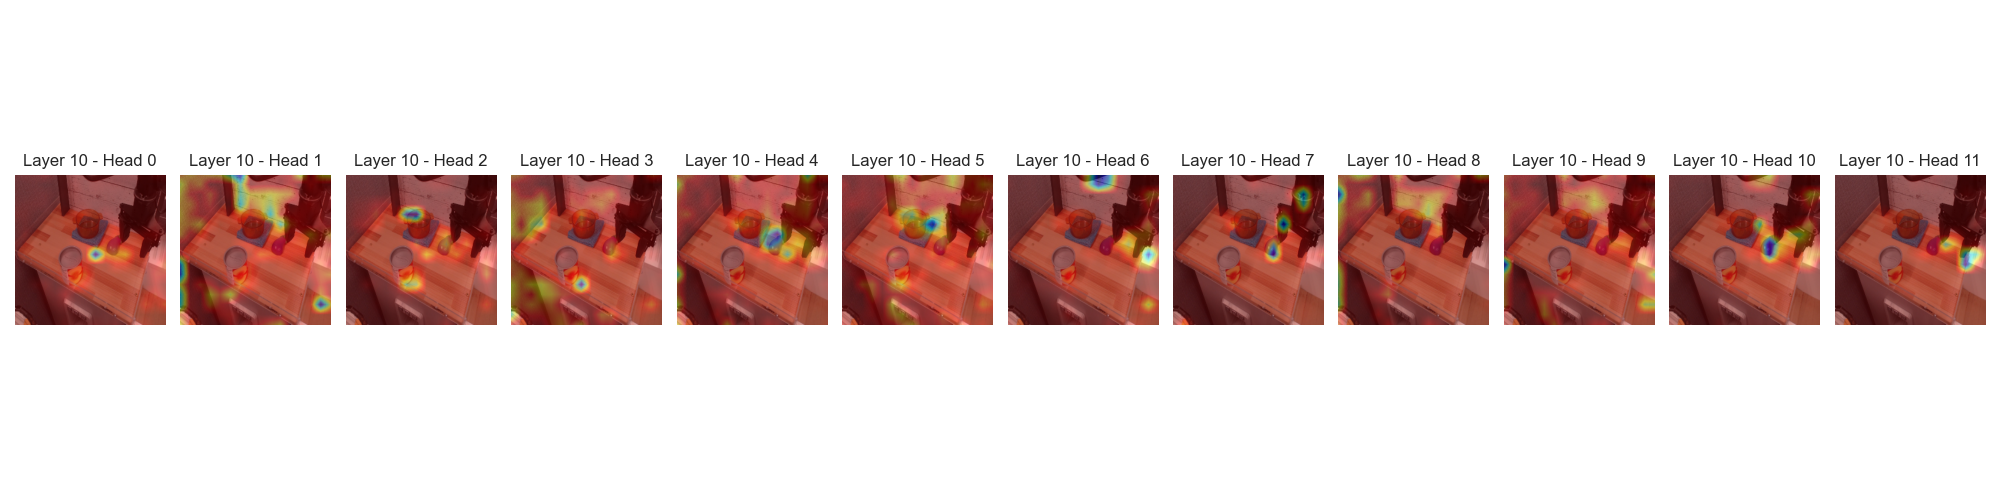 Layer 10 - Head 0
Layer 10 - Head 1
Layer 10 - Head 2
Layer 10 - Head 3
Layer 10 - Head 4
Layer 10 - Head 5
Layer 10 - Head 6
Layer 10 - Head 7
Layer 10 - Head 8
Layer 10 - Head 9
Layer 10 - Head 10
Layer 10 - Head 11